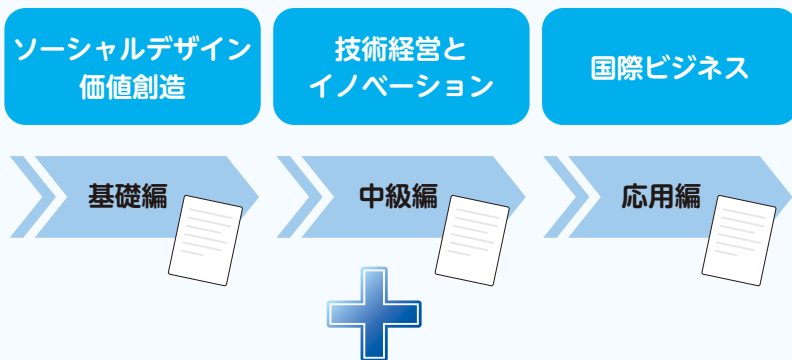 ソーシャルデザイン
価値創造
技術経営と
イノベーション
国際ビジネス
基礎編
中級編
応用編